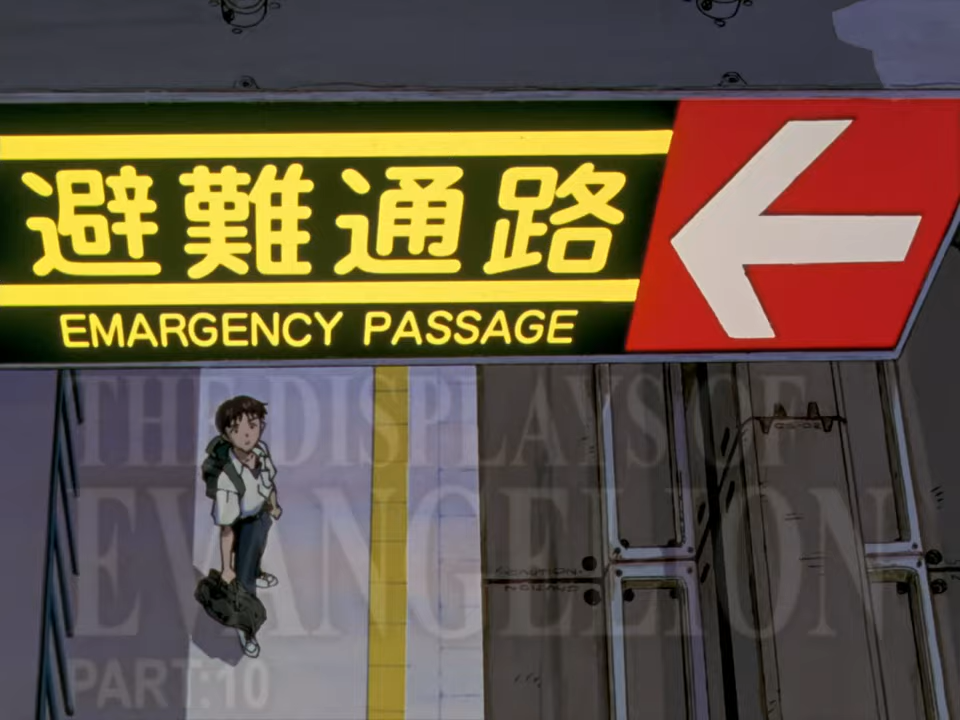 避難通路
EMARGENCY PASSAGE
THE DISPLAYS OF
EVANGELION
PART:10